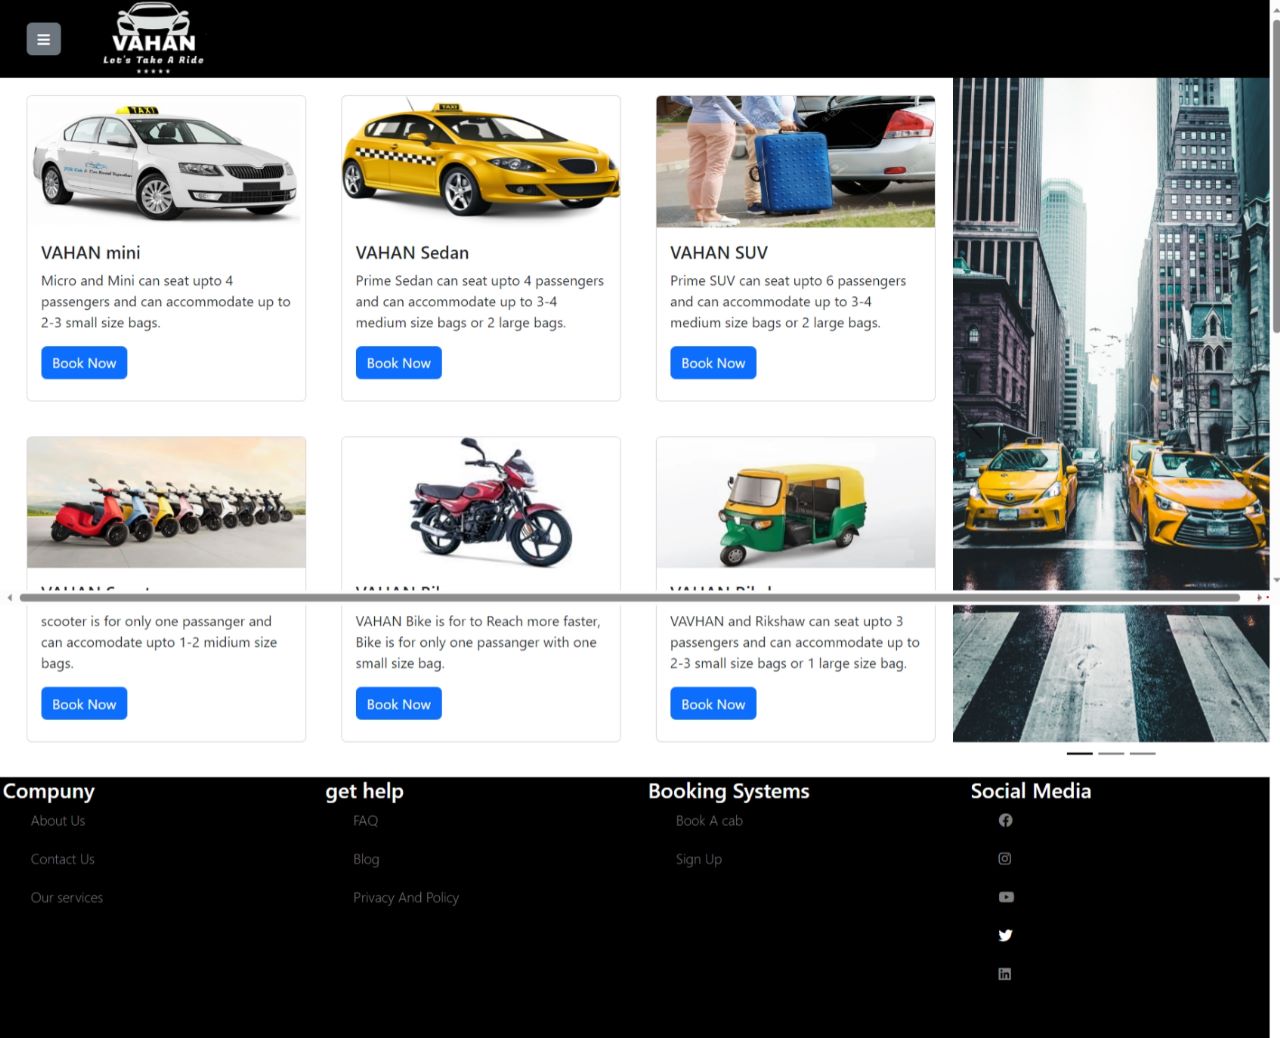 VAHAN
Let's Take A Ride
TAXI
TAXI
VAHAN mini
Micro and Mini can seat upto 4
passengers and can accommodate up to
2-3 small size bags.
Book Now
VAHAN Sedan
Prime Sedan can seat upto 4 passengers
and can accommodate up to 3-4
medium size bags or 2 large bags.
Book Now
VAHAN SUV
Prime SUV can seat upto 6 passengers
and can accommodate up to 3-4
medium size bags or 2 large bags.
Book Now
scooter is for only one passanger and
can accomodate upto 1-2 midium size
bags.
Book Now
VAHAN Bike is for to Reach more faster,
Bike is for only one passanger with one
small size bag.
Book Now
VAVHAN and Rikshaw can seat upto 3
passengers and can accommodate up to
2-3 small size bags or 1 large size bag.
Book Now
Compuny
About Us
Contact Us
Our services
get help
FAQ
Blog
Privacy And Policy
Booking Systems
Book A cab
Sign Up
Social Media